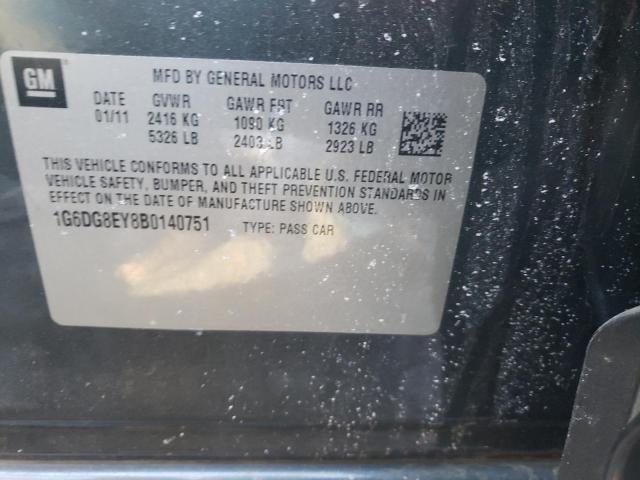 GM
MFD BY GENERAL MOTORS LLC
DATE GVWR GAWR FRT GAWR RR
01/11 2416 KG 1090 KG 1326 KG
5326 LB 2403 LB 2923 LB
THIS VEHICLE CONFORMS TO ALL APPLICABLE U.S. FEDERAL MOTOR
VEHICLE SAFETY, BUMPER, AND THEFT PREVENTION STANDARDS IN
EFFECT ON THE DATE OF MANUFACTURE SHOWN ABOVE.
1G6DG8EY8B0140751 TYPE: PASS CAR